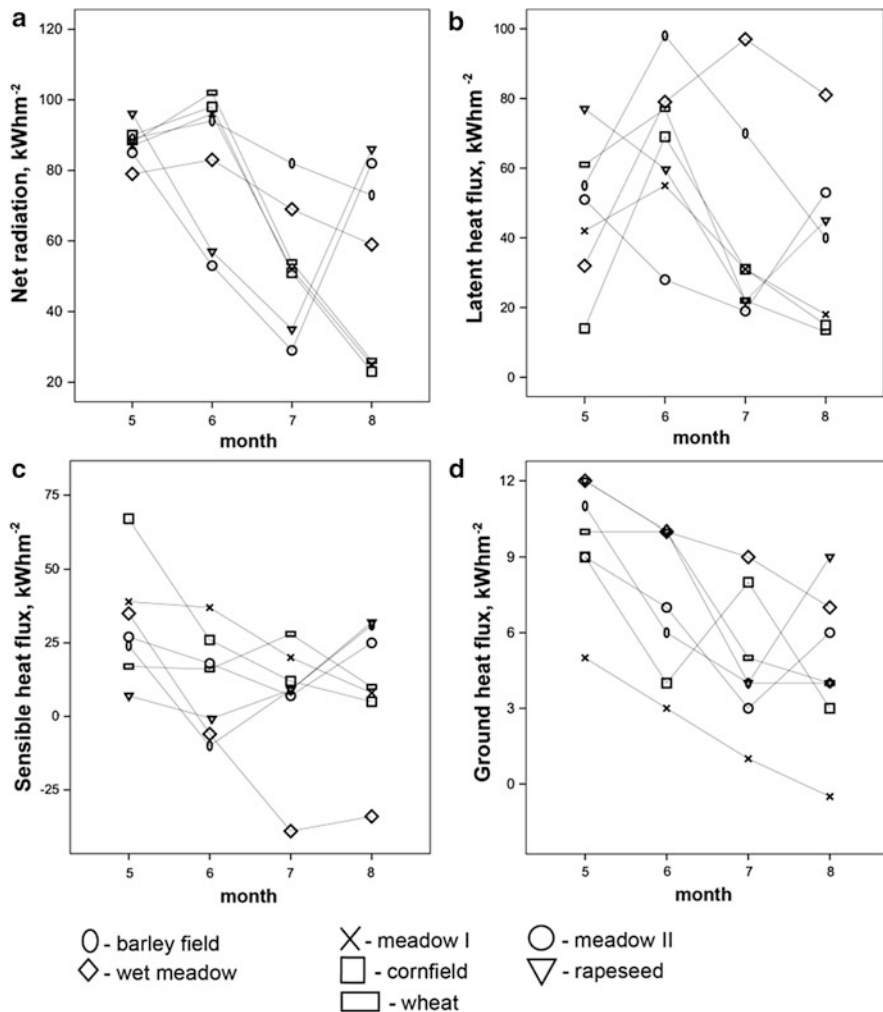 a
120
100
80
60
40
20
Net radiation, kWhm-2
5 6 7 8
month
b
100
80
60
40
20
0
Latent heat flux, kWhm-2
5 6 7 8
month
c
75
50
25
0
-25
Sensible heat flux, kWhm-2
5 6 7 8
month
d
12
9
6
3
0
Ground heat flux, kWhm-2
5 6 7 8
month
- barley field
- meadow I
- meadow II
- wet meadow
- cornfield
- rapeseed
- wheat